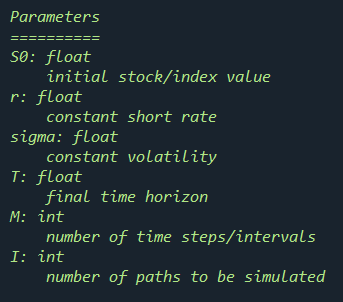 Parameters
==========
S0: float
    initial stock/index value
r: float
    constant short rate
sigma: float
    constant volatility
T: float
    final time horizon
M: int
    number of time steps/intervals
I: int
    number of paths to be simulated